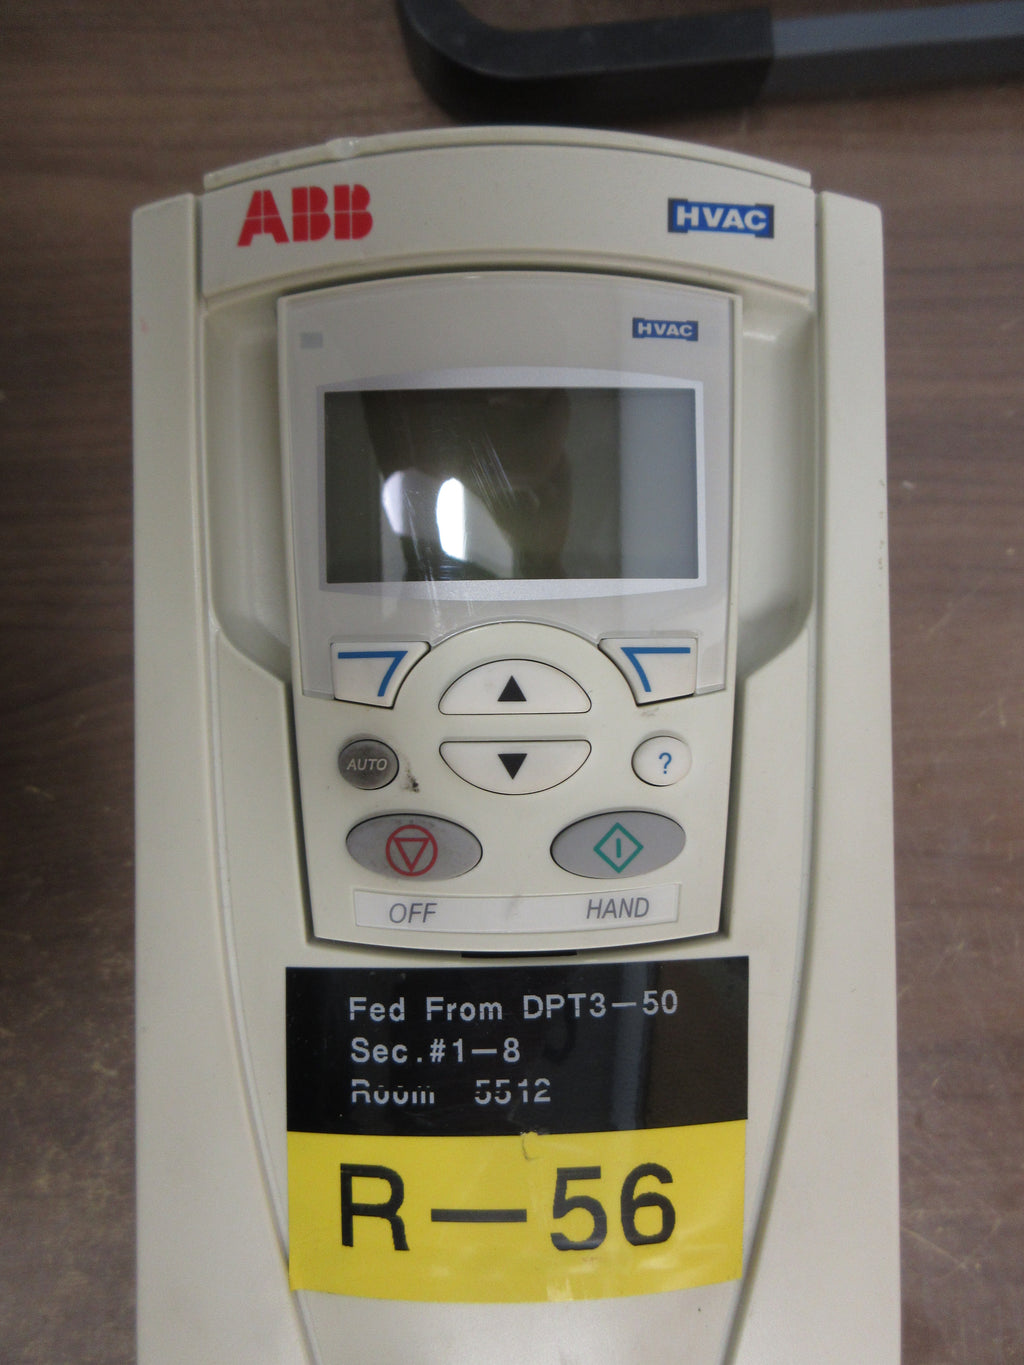 ABB
HVAC
HVAC
AUTO
?
OFF
HAND
Fed From DPT3-50
Sec.#1-8
Room 5512
R-56